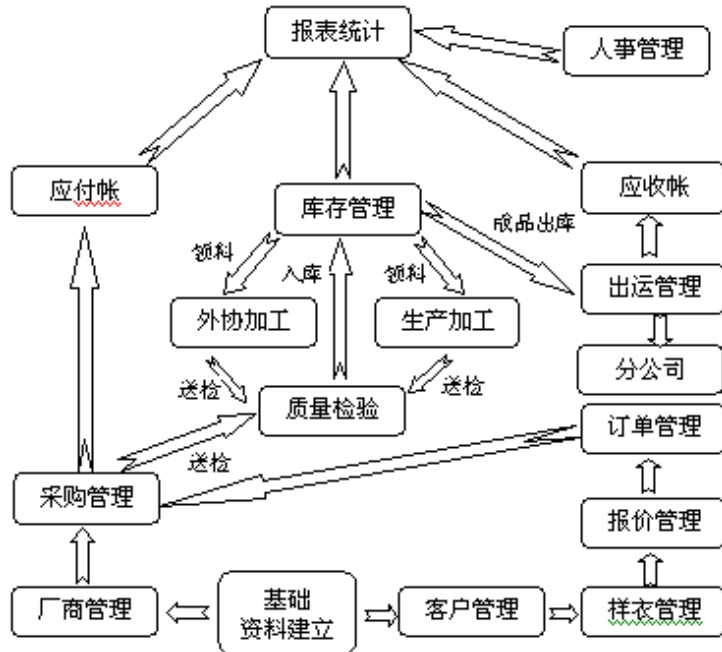 报表统计
人事管理
应付帐
库存管理
应收帐
成品出库
领料
入库
领料
出运管理
外协加工
生产加工
分公司
送检
质量检验
送检
订单管理
送检
采购管理
报价管理
厂商管理
基础
资料建立
客户管理
样衣管理